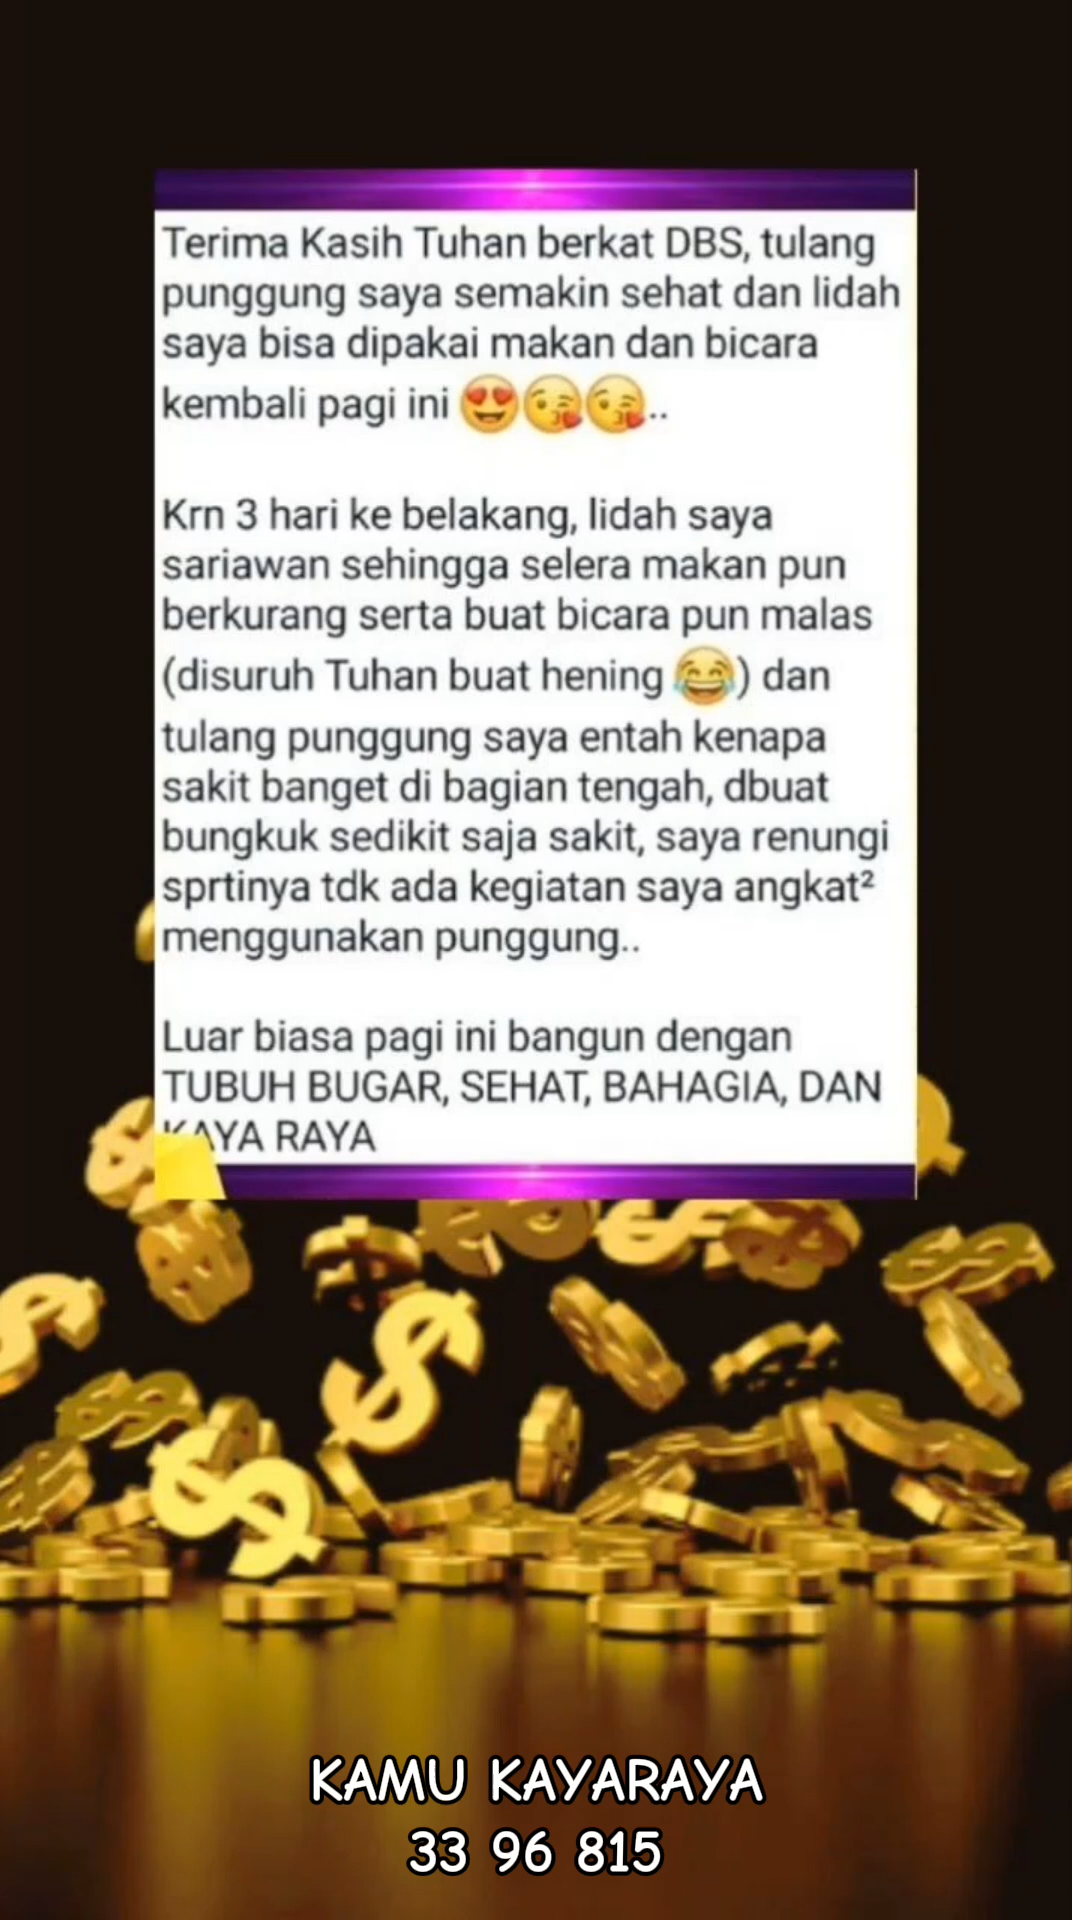 Terima Kasih Tuhan berkat DBS, tulang
punggung saya semakin sehat dan lidah
saya bisa dipakai makan dan bicara
kembali pagi ini 😍😘😘..
Krn 3 hari ke belakang, lidah saya
sariawan sehingga selera makan pun
berkurang serta buat bicara pun malas
(disuruh Tuhan buat hening 😂) dan
tulang punggung saya entah kenapa
sakit banget di bagian tengah, dbuat
bungkuk sedikit saja sakit, saya renungi
sprtinya tdk ada kegiatan saya angkat²
menggunakan punggung..
Luar biasa pagi ini bangun dengan
TUBUH BUGAR, SEHAT, BAHAGIA, DAN
KAYA RAYA
KAMU KAYARAYA
33 96 815